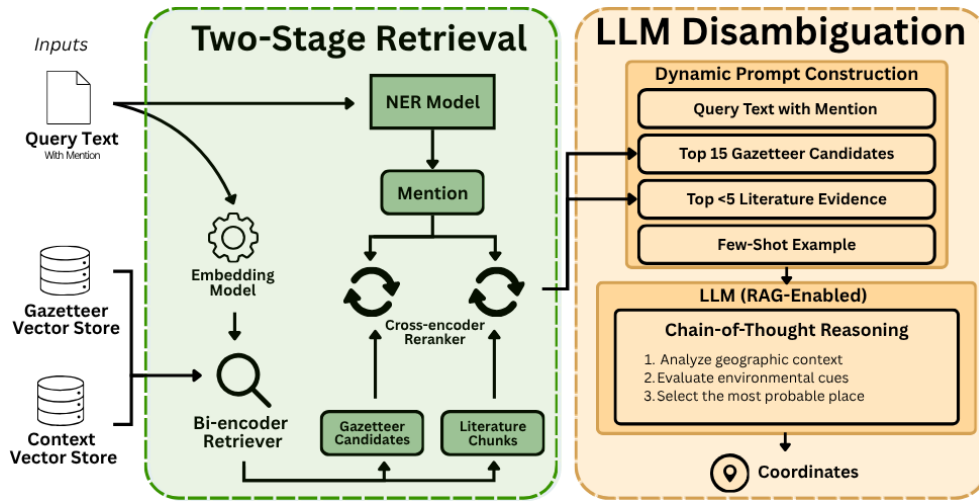 Inputs
Query Text
With Mention
Gazetteer
Vector Store
Context
Vector Store
Two-Stage Retrieval
NER Model
Mention
Embedding
Model
Cross-encoder
Reranker
Bi-encoder
Retriever
Gazetteer
Candidates
Literature
Chunks
LLM Disambiguation
Dynamic Prompt Construction
Query Text with Mention
Top 15 Gazetteer Candidates
Top <5 Literature Evidence
Few-Shot Example
LLM (RAG-Enabled)
Chain-of-Thought Reasoning
1. Analyze geographic context
2. Evaluate environmental cues
3. Select the most probable place
Coordinates